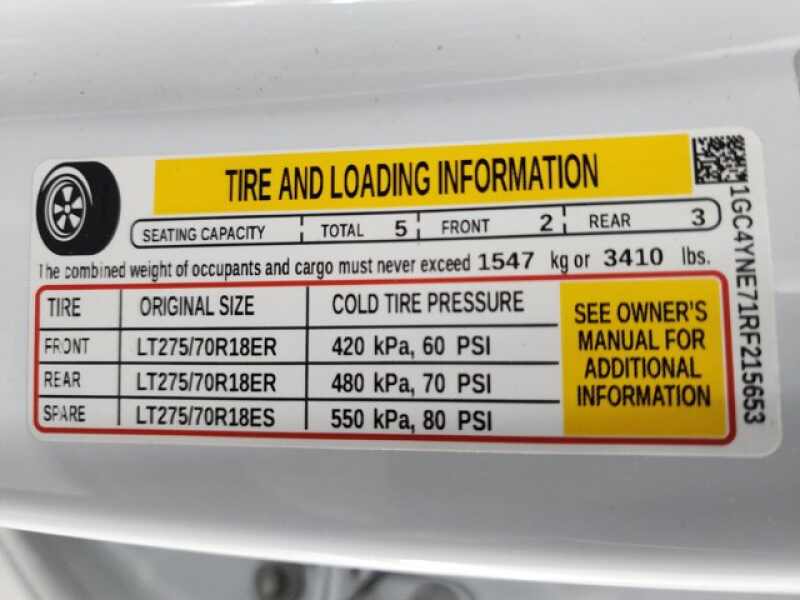 TIRE AND LOADING INFORMATION
SEATING CAPACITY TOTAL 5 FRONT 2 REAR 3
The combined weight of occupants and cargo must never exceed 1547 kg or 3410 lbs.
TIRE ORIGINAL SIZE COLD TIRE PRESSURE
FRONT LT275/70R18ER 420 kPa, 60 PSI
REAR LT275/70R18ER 480 kPa, 70 PSI
SPARE LT275/70R18ES 550 kPa, 80 PSI
SEE OWNER'S
MANUAL FOR
ADDITIONAL
INFORMATION
1GC4YNE71RF215653